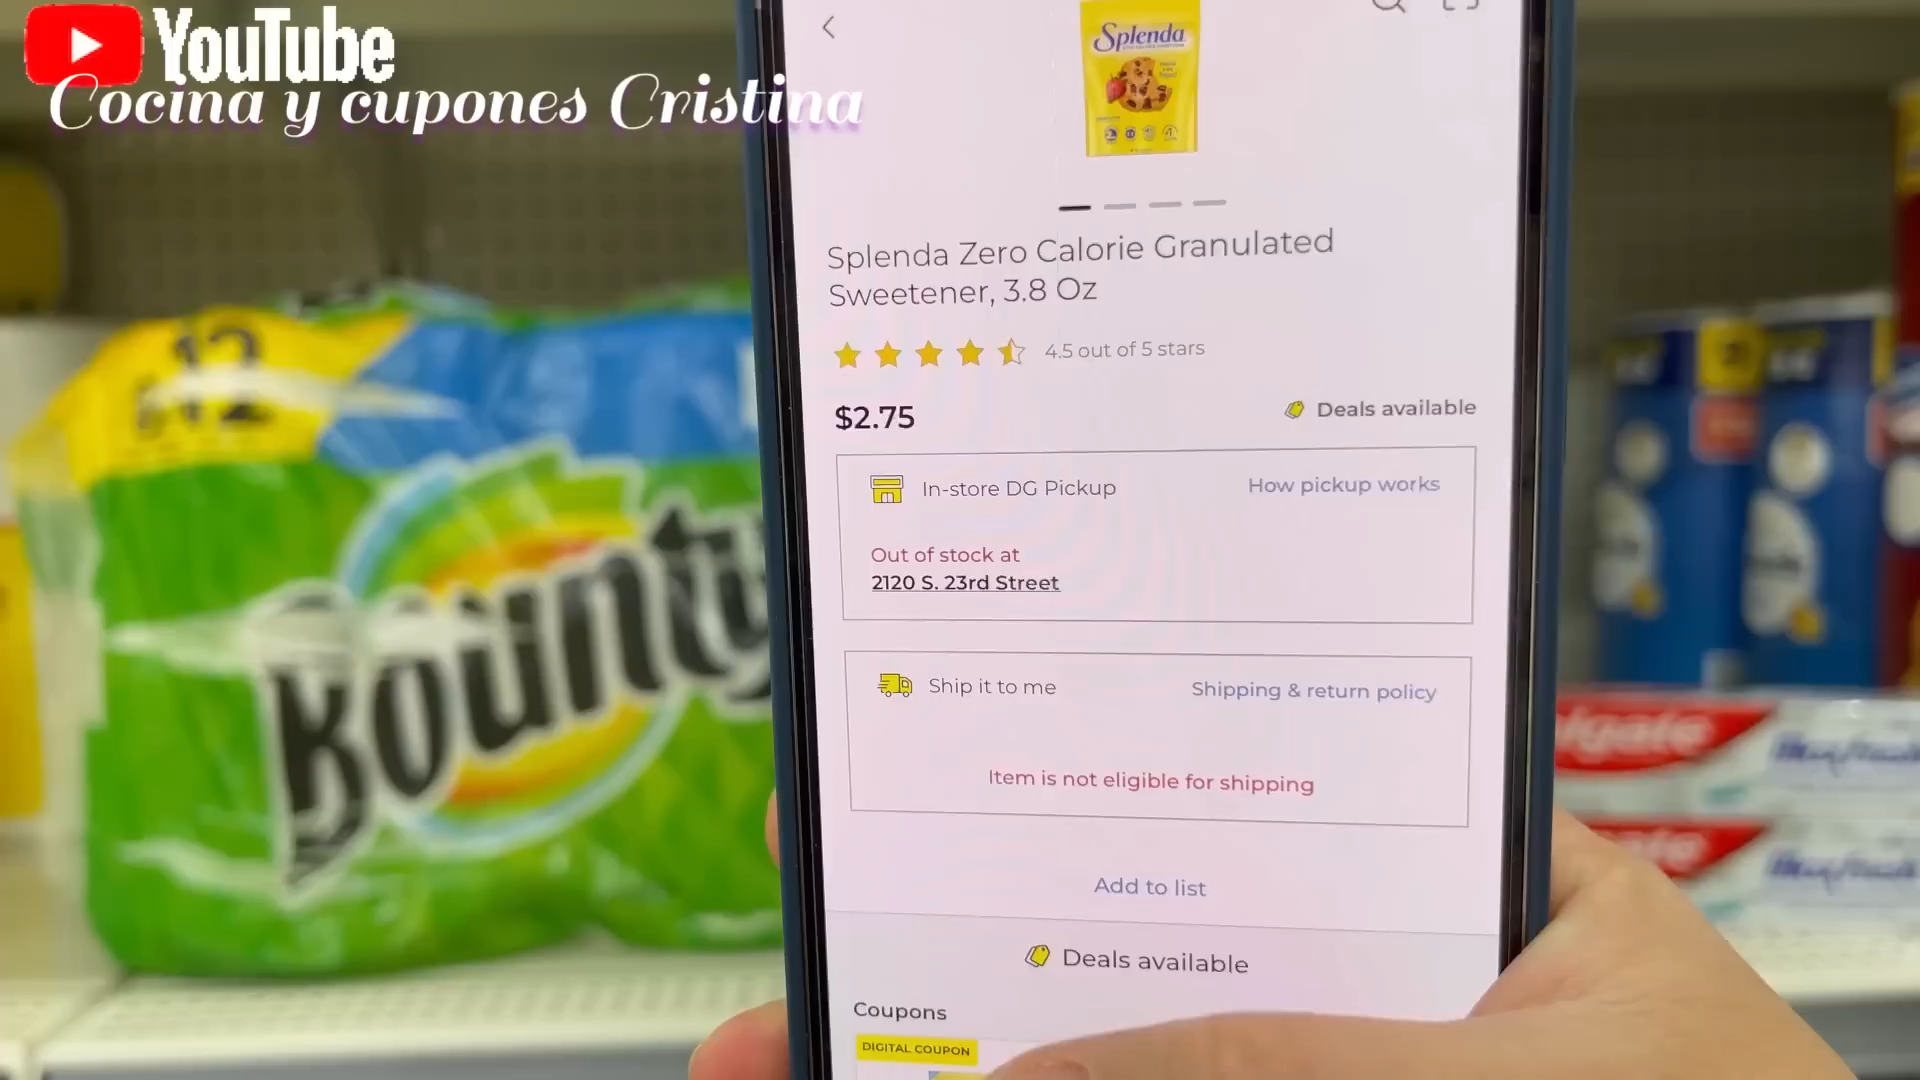 YouTube
Cocina y cupones Cristina
Splenda
Splenda Zero Calorie Granulated
Sweetener, 3.8 Oz
4.5 out of 5 stars
$2.75
Deals available
In-store DG Pickup
How pickup works
Out of stock at
2120 S. 23rd Street
Ship it to me
Shipping & return policy
Item is not eligible for shipping
Add to list
Deals available
Coupons
DIGITAL COUPON
12
Bounty